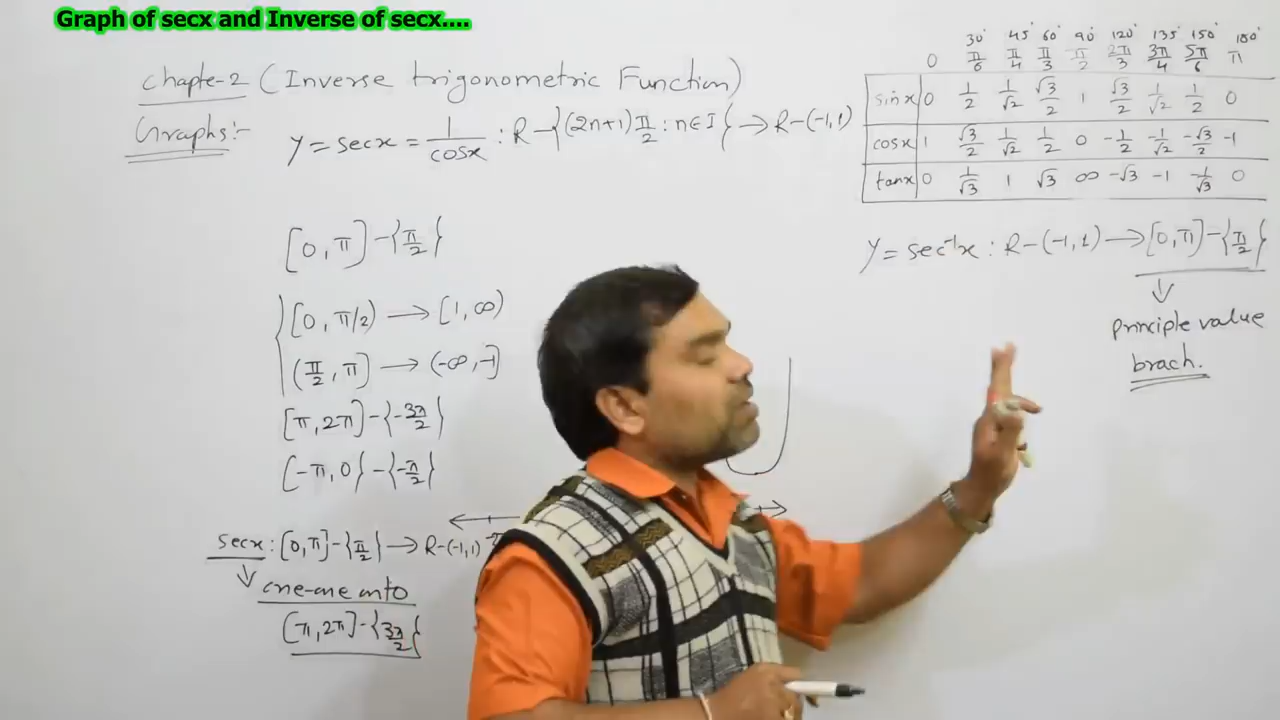 Graph of secx and Inverse of secx....
Chapte-2 (Inverse trigonometric Function)
Graphs:-
y = secx = 1/cosx : R-{(2n+1)π/2 : n∈I} → R-(-1,1)
[0,π]-{π/2}
[0,π/2) → [1,∞)
(π/2,π] → (-∞,-1]
[π,2π]-{-3π/2}
[-π,0}-{-π/2}
secx : [0,π]-{π/2} → R-(-1,1)
one-one onto
[π,2π]-{3π/2}
30° 45° 60° 90° 120° 135° 150° 180°
0 π/6 π/4 π/3 π/2 2π/3 3π/4 5π/6 π
sinx 0 1/2 1/√2 √3/2 1 √3/2 1/√2 1/2 0
cosx 1 √3/2 1/√2 1/2 0 -1/2 -1/√2 -√3/2 -1
tanx 0 1/√3 1 √3 ∞ -√3 -1 1/√3 0
y = sec⁻¹x : R-(-1,1) → [0,π]-{π/2}
principle value
brach.